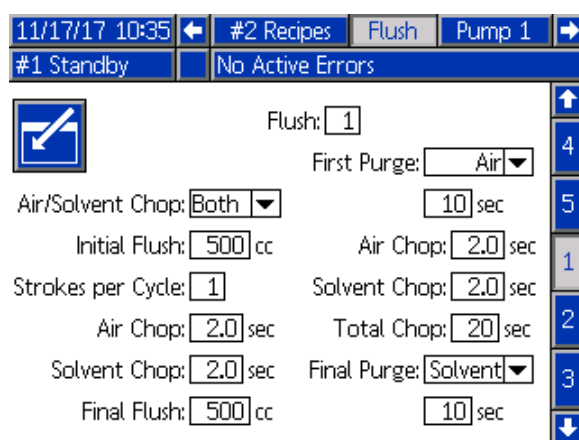 11/17/17 10:35 #2 Recipes Flush Pump 1
#1 Standby No Active Errors
Flush: 1
First Purge: Air
Air/Solvent Chop: Both 10 sec
Initial Flush: 500 cc Air Chop: 2.0 sec
Strokes per Cycle: 1 Solvent Chop: 2.0 sec
Air Chop: 2.0 sec Total Chop: 20 sec
Solvent Chop: 2.0 sec Final Purge: Solvent
Final Flush: 500 cc 10 sec
4
5
1
2
3